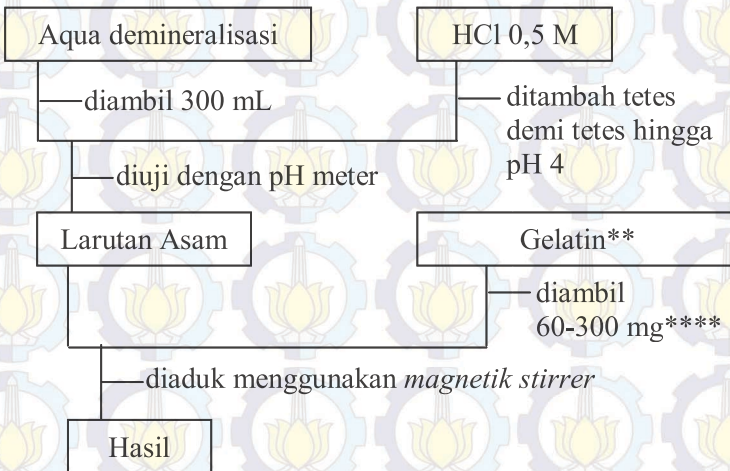 Aqua demineralisasi
HCl 0,5 M
diambil 300 mL
ditambah tetes
demi tetes hingga
pH 4
diuji dengan pH meter
Larutan Asam
Gelatin**
diambil
60-300 mg****
diaduk menggunakan magnetik stirrer
Hasil